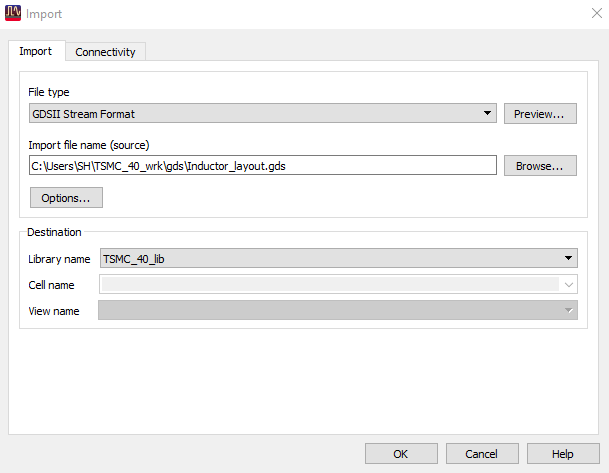 Import
Import Connectivity
File type
GDSII Stream Format Preview...
Import file name (source)
C:\Users\SH\TSMC_40_wrk\gds\Inductor_layout.gds Browse...
Options...
Destination
Library name TSMC_40_lib
Cell name
View name
OK Cancel Help